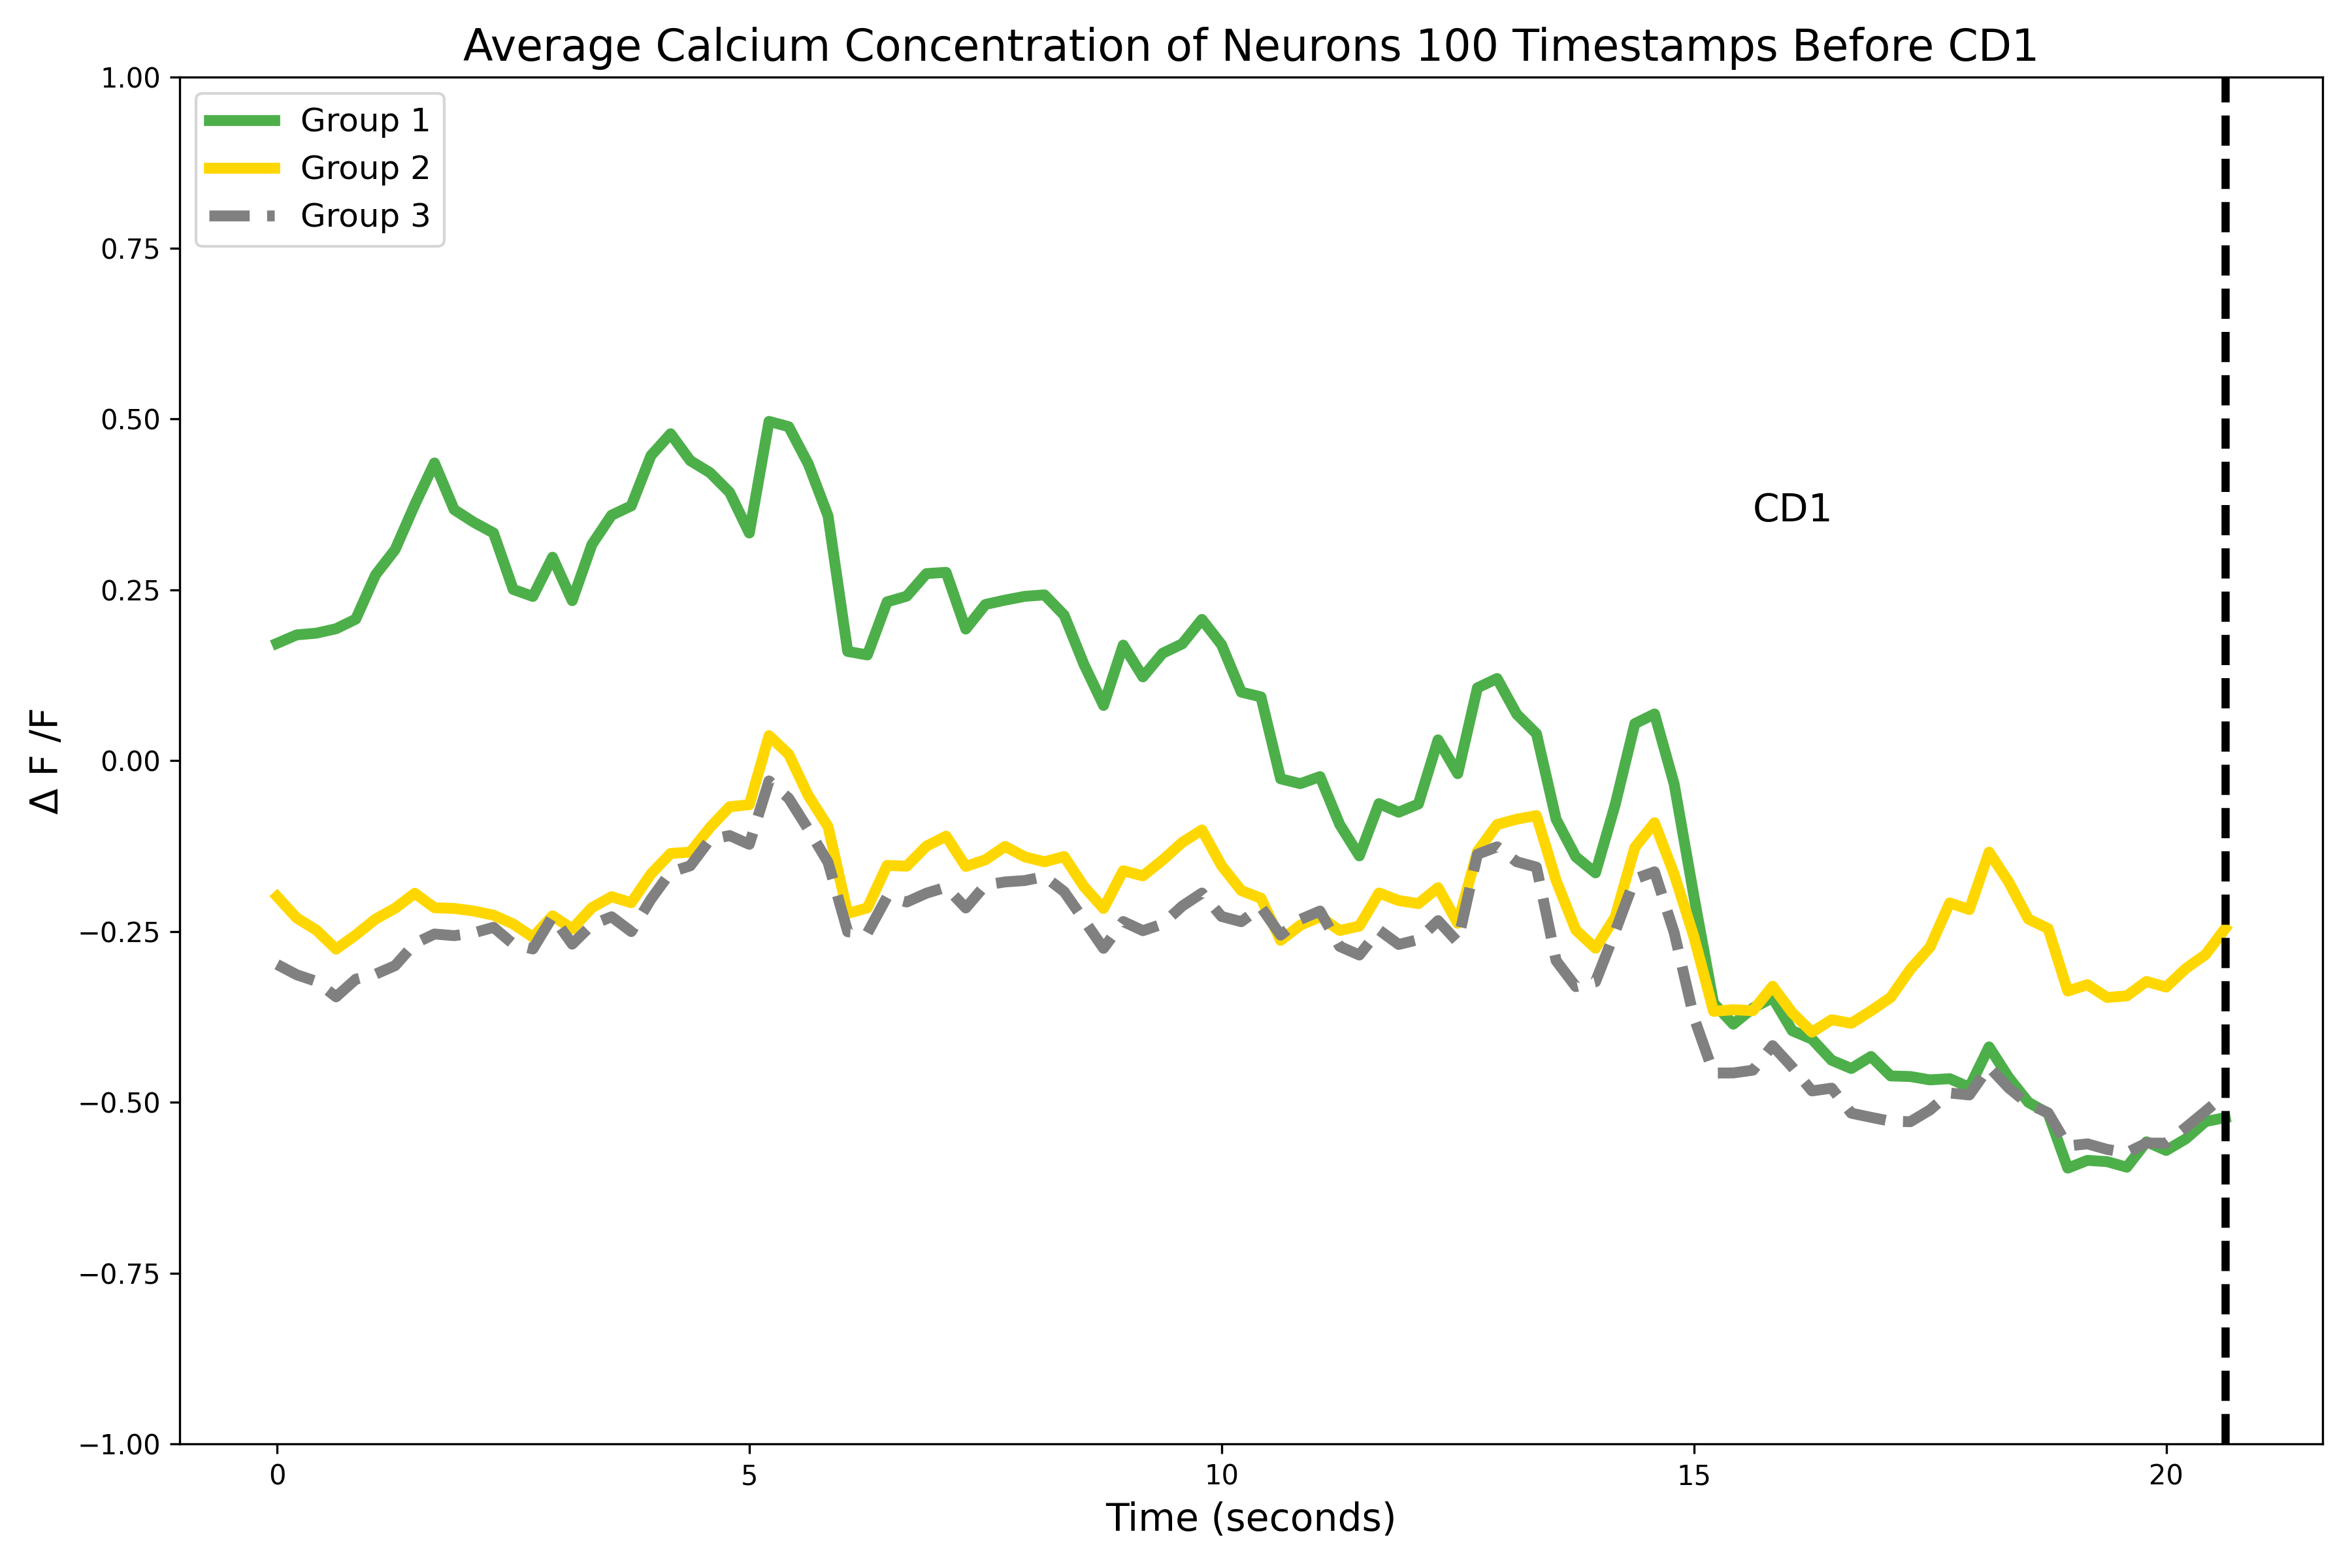 Average Calcium Concentration of Neurons 100 Timestamps Before CD1
1.00
0.75
0.50
0.25
0.00
−0.25
−0.50
−0.75
−1.00
Δ F /F
Group 1
Group 2
Group 3
CD1
0 5 10 15 20
Time (seconds)